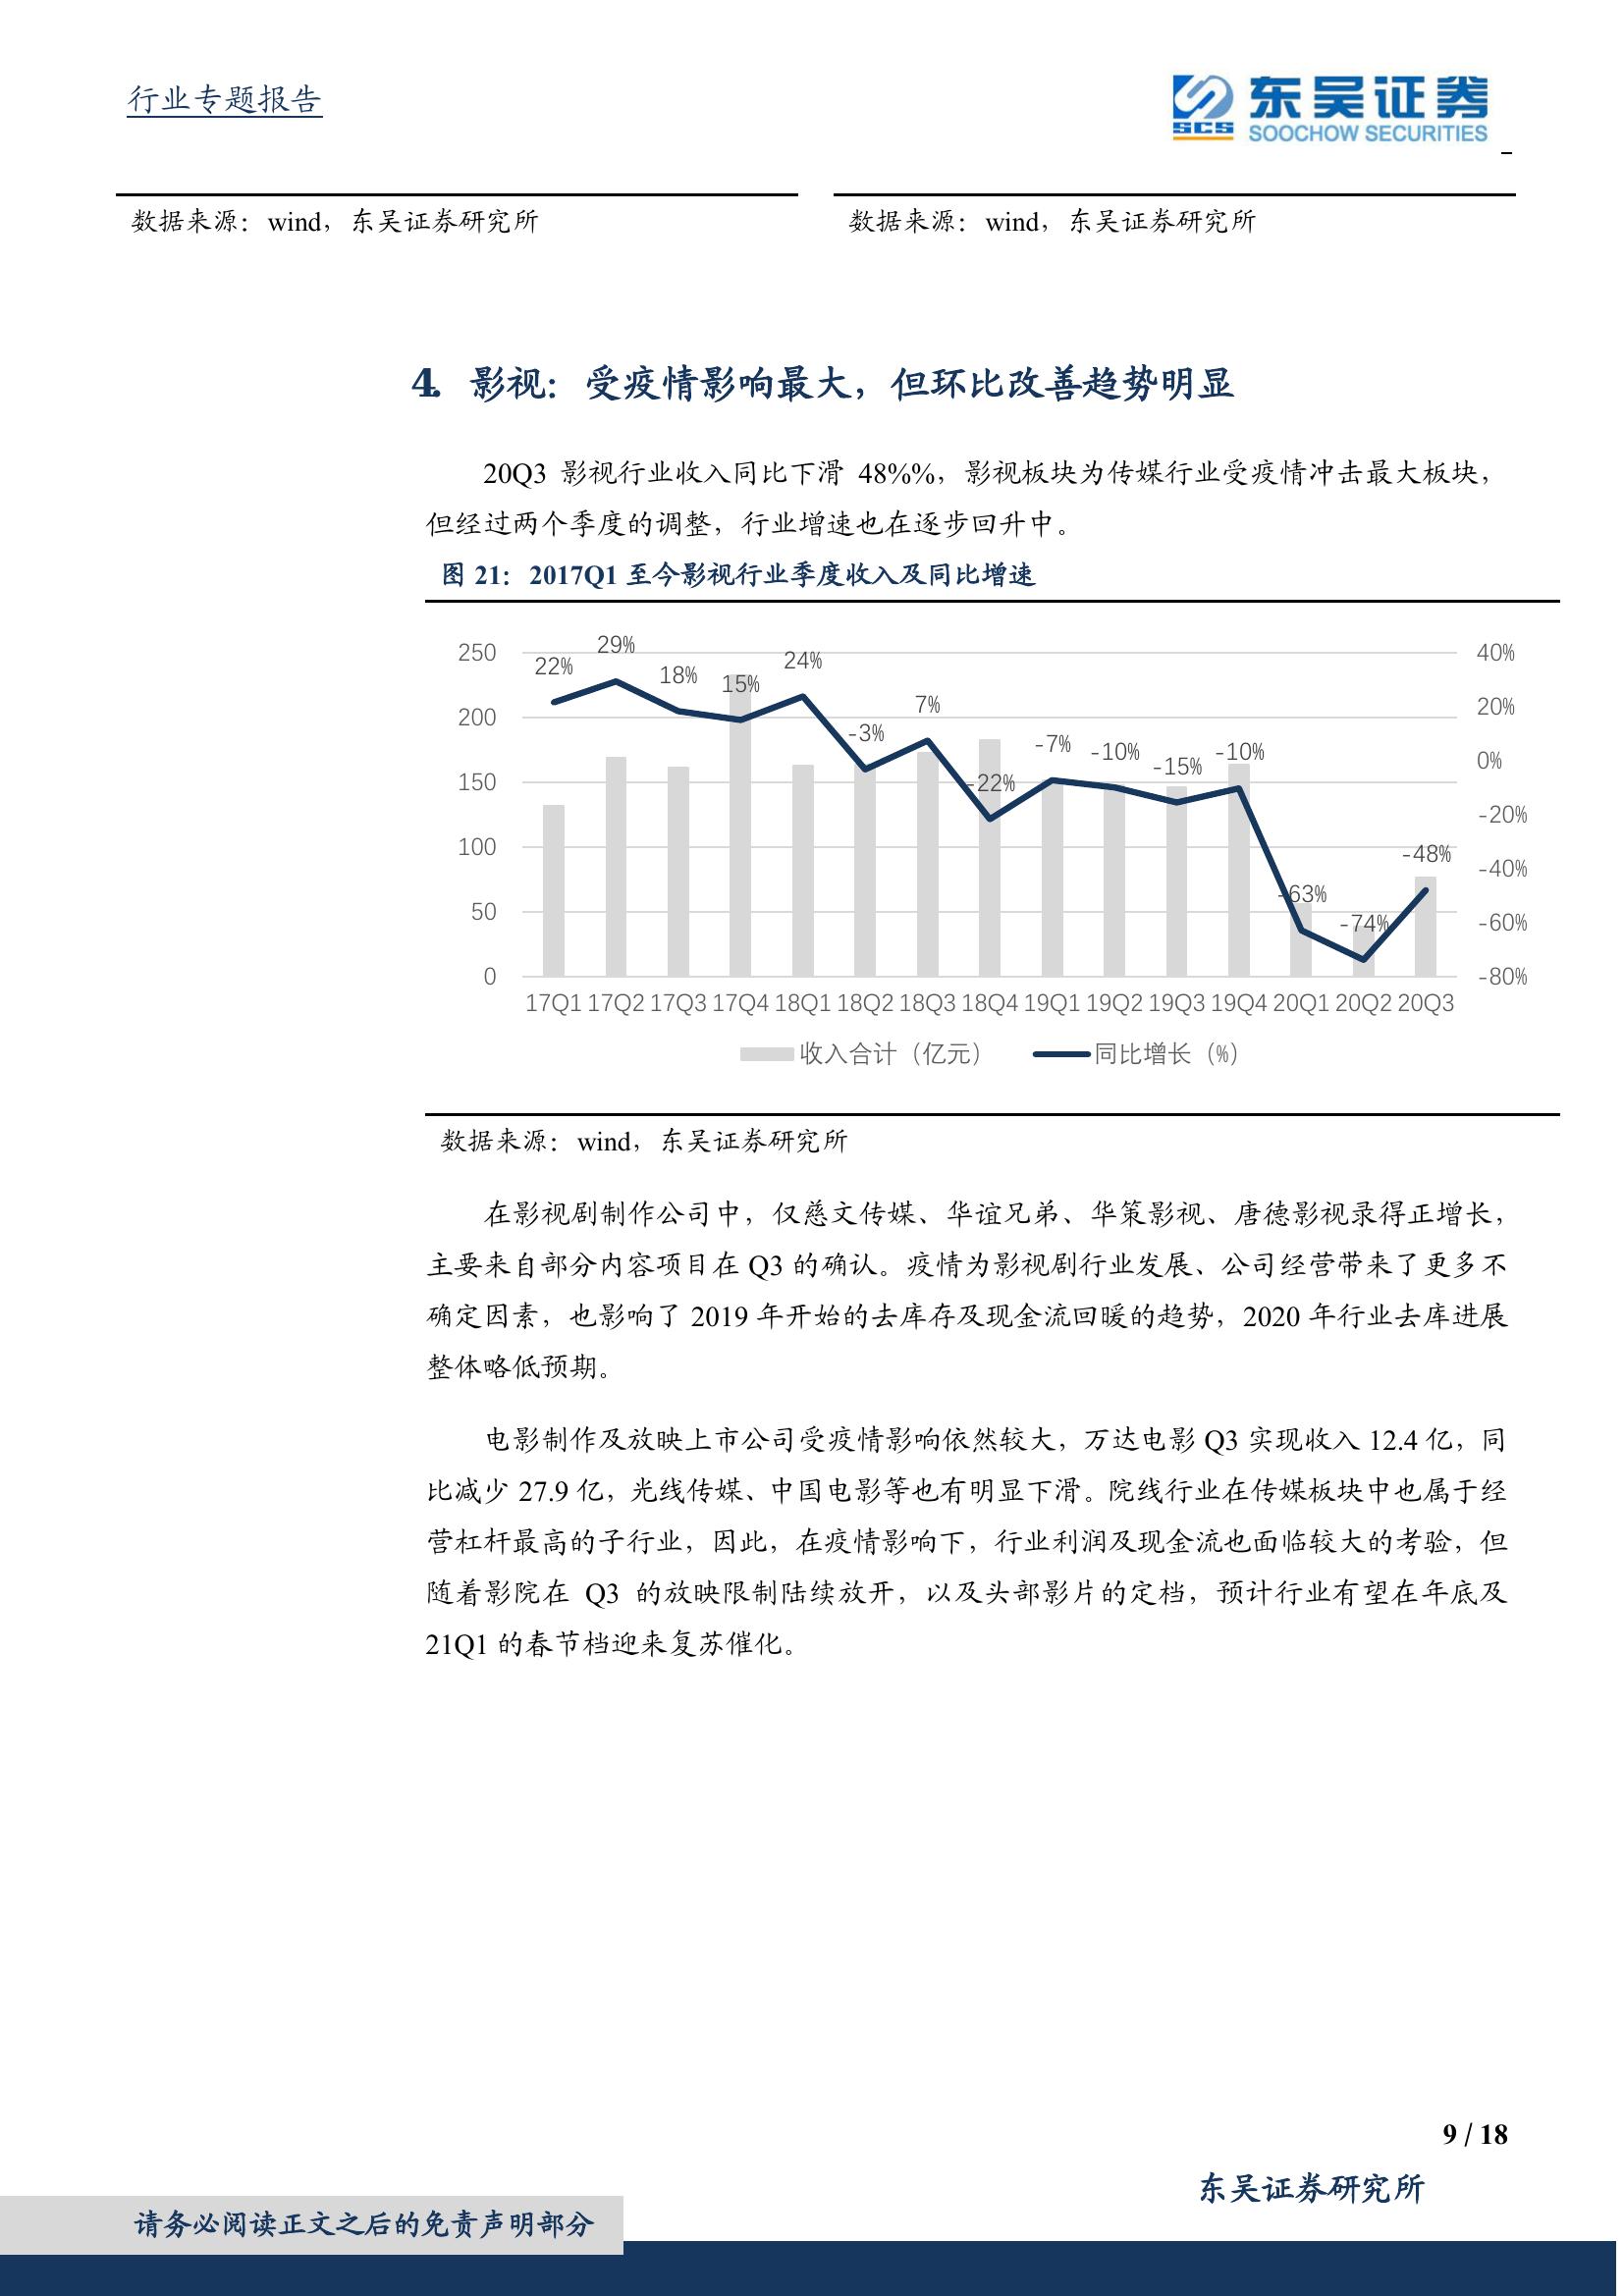 行业专题报告
SCS
东吴证券
SOOCHOW SECURITIES
数据来源：wind，东吴证券研究所
数据来源：wind，东吴证券研究所
4. 影视：受疫情影响最大，但环比改善趋势明显
20Q3 影视行业收入同比下滑 48%%，影视板块为传媒行业受疫情冲击最大板块，
但经过两个季度的调整，行业增速也在逐步回升中。
图 21：2017Q1 至今影视行业季度收入及同比增速
22% 29% 18% 15% 24% -3% 7% -22% -7% -10% -15% -10% -63% -74% -48%
250 40%
200 20%
150 0%
100 -20%
50 -40%
0 -60%
-80%
17Q1 17Q2 17Q3 17Q4 18Q1 18Q2 18Q3 18Q4 19Q1 19Q2 19Q3 19Q4 20Q1 20Q2 20Q3
收入合计（亿元） 同比增长（%）
数据来源：wind，东吴证券研究所
在影视剧制作公司中，仅慈文传媒、华谊兄弟、华策影视、唐德影视录得正增长，
主要来自部分内容项目在 Q3 的确认。疫情为影视剧行业发展、公司经营带来了更多不
确定因素，也影响了 2019 年开始的去库存及现金流回暖的趋势，2020 年行业去库进展
整体略低预期。
电影制作及放映上市公司受疫情影响依然较大，万达电影 Q3 实现收入 12.4 亿，同
比减少 27.9 亿，光线传媒、中国电影等也有明显下滑。院线行业在传媒板块中也属于经
营杠杆最高的子行业，因此，在疫情影响下，行业利润及现金流也面临较大的考验，但
随着影院在 Q3 的放映限制陆续放开，以及头部影片的定档，预计行业有望在年底及
21Q1 的春节档迎来复苏催化。
9 / 18
东吴证券研究所
请务必阅读正文之后的免责声明部分